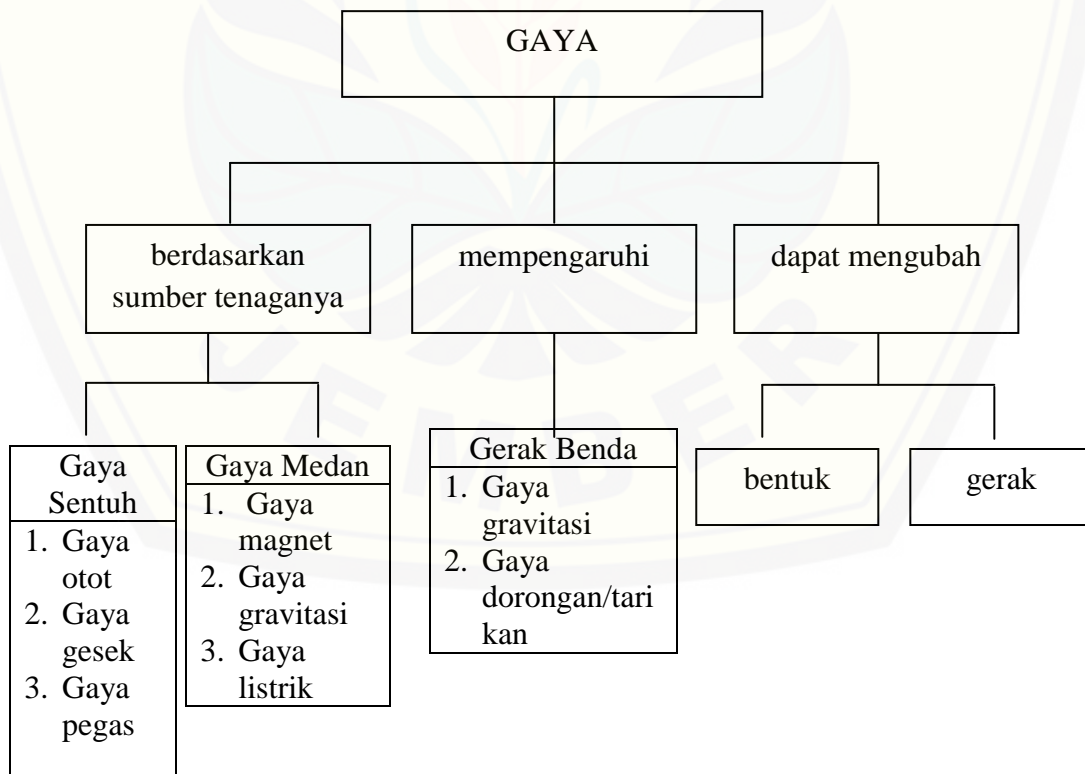 GAYA
berdasarkan
sumber tenaganya
mempengaruhi
dapat mengubah
Gaya
Sentuh
1. Gaya
otot
2. Gaya
gesek
3. Gaya
pegas
Gaya Medan
1. Gaya
magnet
2. Gaya
gravitasi
3. Gaya
listrik
Gerak Benda
1. Gaya
gravitasi
2. Gaya
dorongan/tari
kan
bentuk
gerak
JEMBER